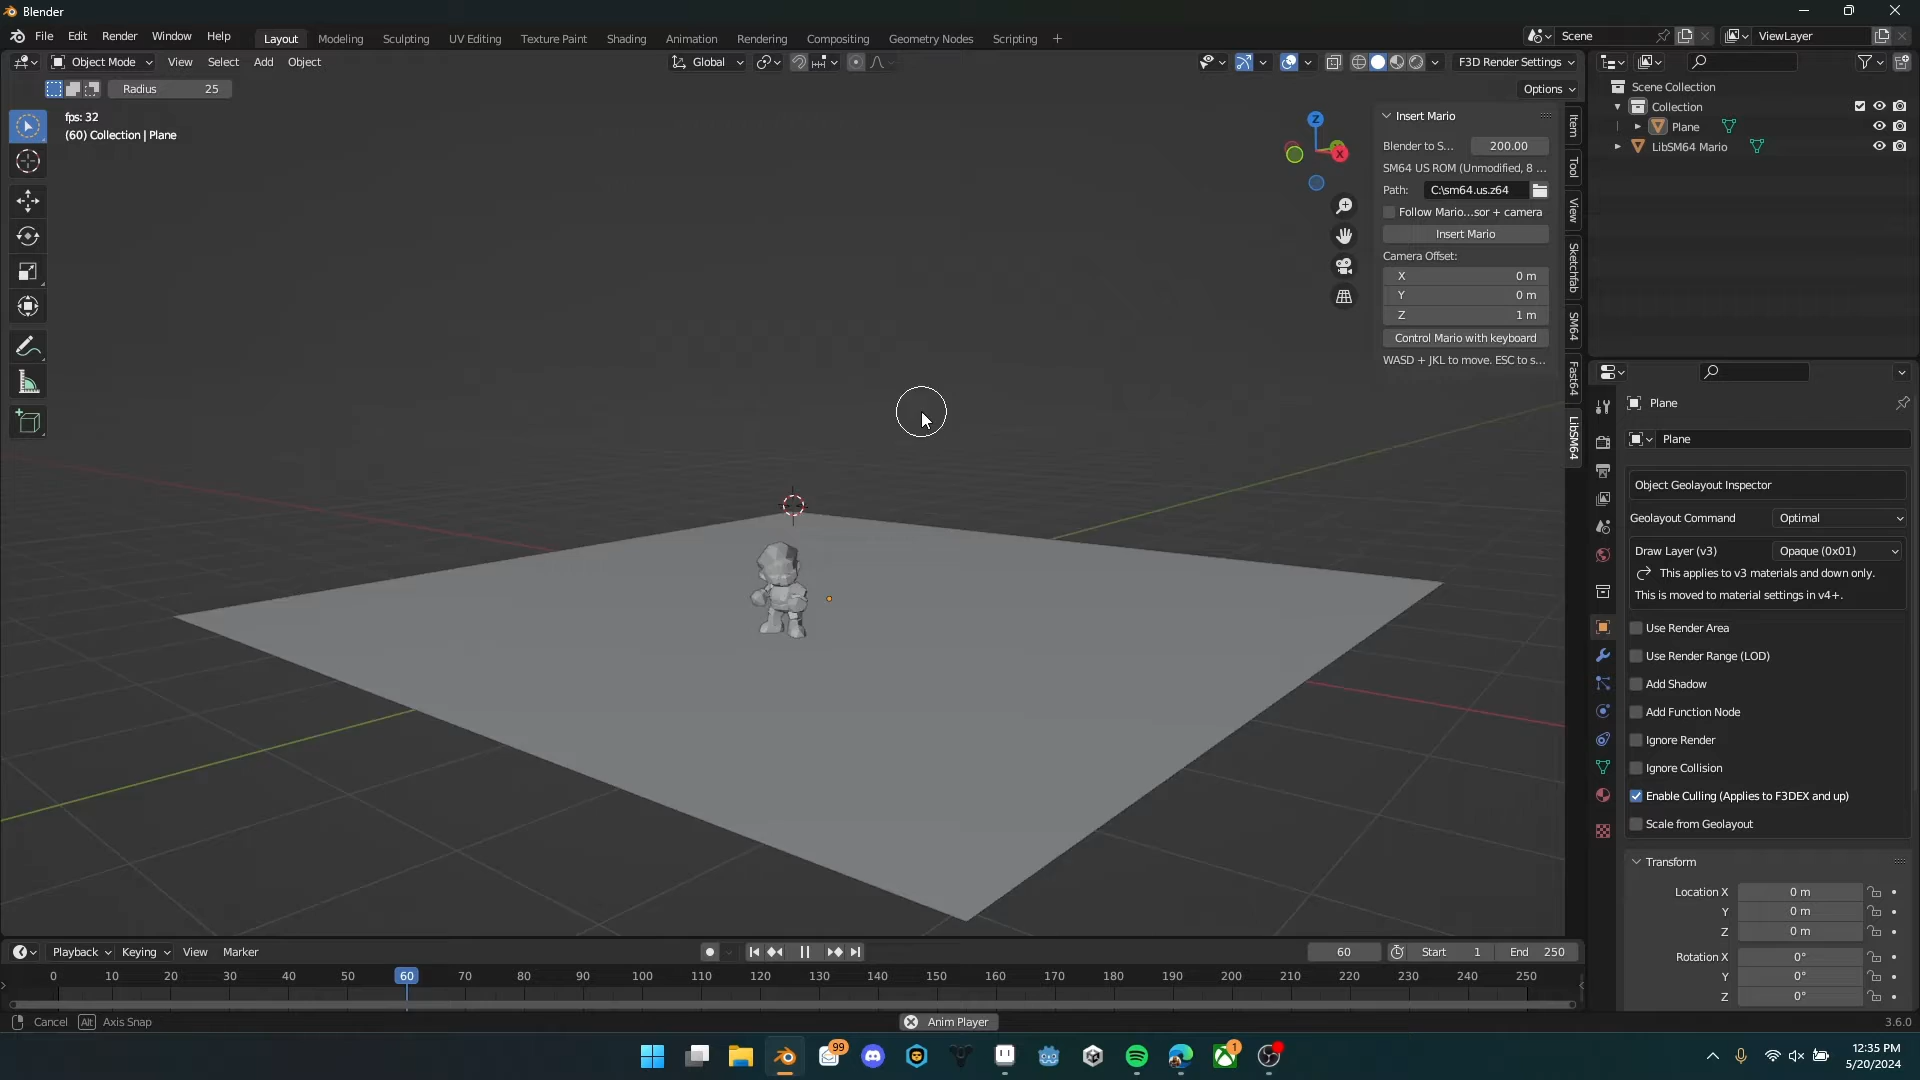 Blender
File Edit Render Window Help Layout Modeling Sculpting UV Editing Texture Paint Shading Animation Rendering Compositing Geometry Nodes Scripting + Scene ViewLayer
Object Mode View Select Add Object Global F3D Render Settings
Radius 25 Options
fps: 32
(60) Collection | Plane
Z
X
Insert Mario
Blender to S... 200.00
SM64 US ROM (Unmodified, 8 ...
Path: C:\sm64.us.z64
Follow Mario...sor + camera
Insert Mario
Camera Offset:
X 0 m
Y 0 m
Z 1 m
Control Mario with keyboard
WASD + JKL to move. ESC to s...
Item
Tool
View
Sketchfab
SM64
Fast64
LibSM64
Scene Collection
Collection
Plane
LibSM64 Mario
Plane
Plane
Object Geolayout Inspector
Geolayout Command Optimal
Draw Layer (v3) Opaque (0x01)
This applies to v3 materials and down only.
This is moved to material settings in v4+.
Use Render Area
Use Render Range (LOD)
Add Shadow
Add Function Node
Ignore Render
Ignore Collision
Enable Culling (Applies to F3DEX and up)
Scale from Geolayout
Transform
Location X 0 m
Y 0 m
Z 0 m
Rotation X 0°
Y 0°
Z 0°
Playback Keying View Marker 60 Start 1 End 250
0 10 20 30 40 50 60 70 80 90 100 110 120 130 140 150 160 170 180 190 200 210 220 230 240 250
Cancel Alt Axis Snap Anim Player 3.6.0
99 1
12:35 PM
5/20/2024